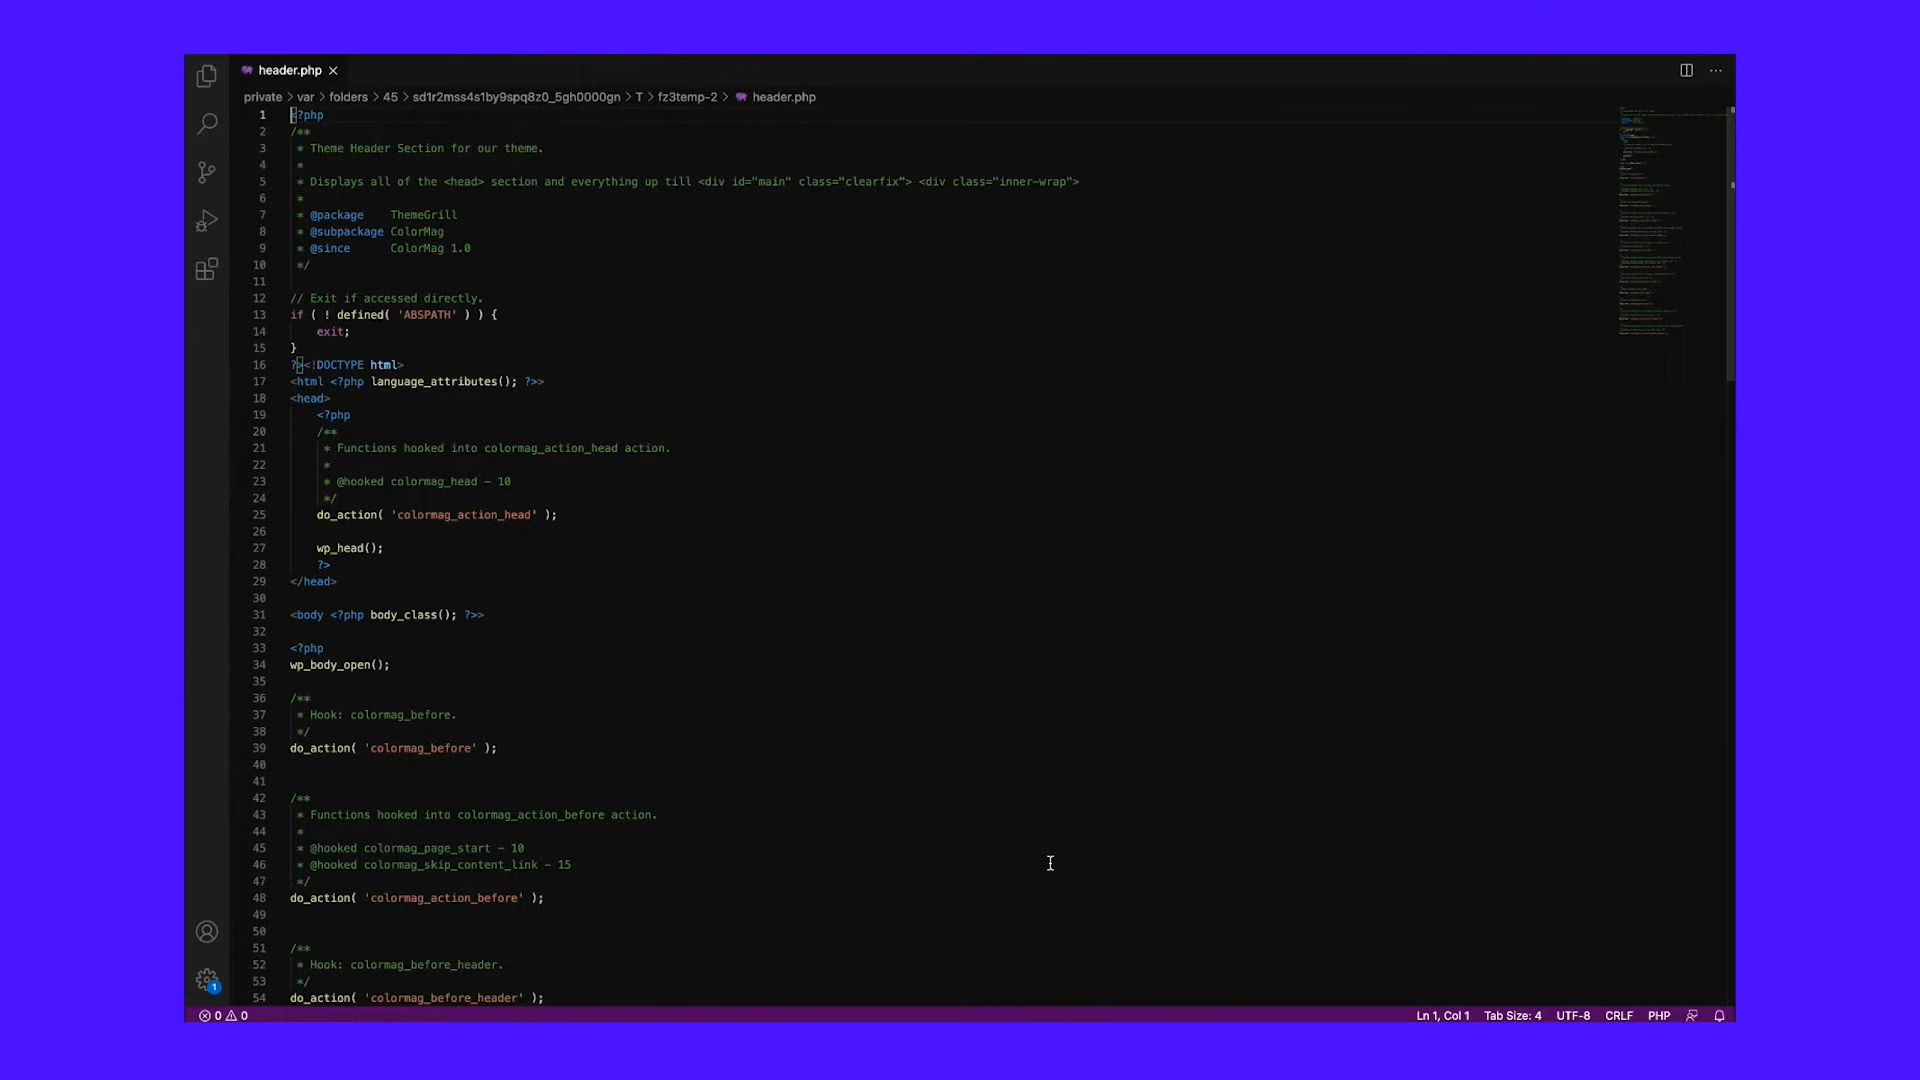 header.php
private > var > folders > 45 > sd1r2mss4s1by9spq8z0_5gh0000gn > T > fz3temp-2 > header.php
1 <?php
2 /**
3  * Theme Header Section for our theme.
4  *
5  * Displays all of the <head> section and everything up till <div id="main" class="clearfix"> <div class="inner-wrap">
6  *
7  * @package    ThemeGrill
8  * @subpackage ColorMag
9  * @since      ColorMag 1.0
10  */
11
12 // Exit if accessed directly.
13 if ( ! defined( 'ABSPATH' ) ) {
14     exit;
15 }
16 ?><!DOCTYPE html>
17 <html <?php language_attributes(); ?>>
18 <head>
19     <?php
20     /**
21      * Functions hooked into colormag_action_head action.
22      *
23      * @hooked colormag_head - 10
24      */
25     do_action( 'colormag_action_head' );
26
27     wp_head();
28     ?>
29 </head>
30
31 <body <?php body_class(); ?>>
32
33 <?php
34 wp_body_open();
35
36 /**
37  * Hook: colormag_before.
38  */
39 do_action( 'colormag_before' );
40
41
42 /**
43  * Functions hooked into colormag_action_before action.
44  *
45  * @hooked colormag_page_start - 10
46  * @hooked colormag_skip_content_link - 15
47  */
48 do_action( 'colormag_action_before' );
49
50
51 /**
52  * Hook: colormag_before_header.
53  */
54 do_action( 'colormag_before_header' );
1
0 0 Ln 1, Col 1 Tab Size: 4 UTF-8 CRLF PHP